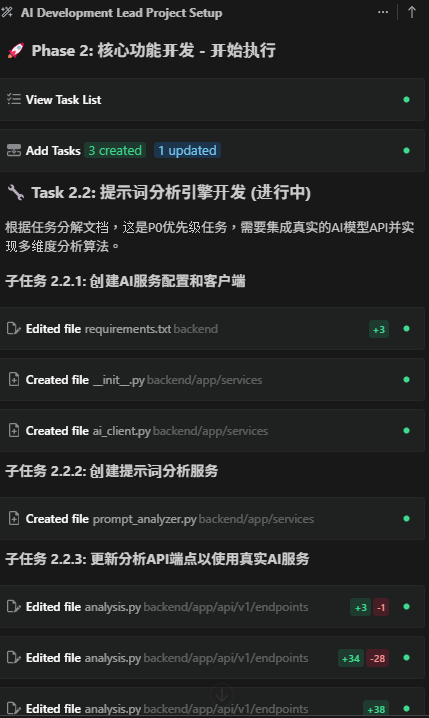 AI Development Lead Project Setup
🚀 Phase 2: 核心功能开发 - 开始执行
View Task List
Add Tasks 3 created 1 updated
🔧 Task 2.2: 提示词分析引擎开发 (进行中)
根据任务分解文档，这是P0优先级任务，需要集成真实的AI模型API并实
现多维度分析算法。
子任务 2.2.1: 创建AI服务配置和客户端
Edited file requirements.txt backend +3
Created file __init__.py backend/app/services
Created file ai_client.py backend/app/services
子任务 2.2.2: 创建提示词分析服务
Created file prompt_analyzer.py backend/app/services
子任务 2.2.3: 更新分析API端点以使用真实AI服务
Edited file analysis.py backend/app/api/v1/endpoints +3 -1
Edited file analysis.py backend/app/api/v1/endpoints +34 -28
Edited file analysis.py backend/app/api/v1/endpoints +38